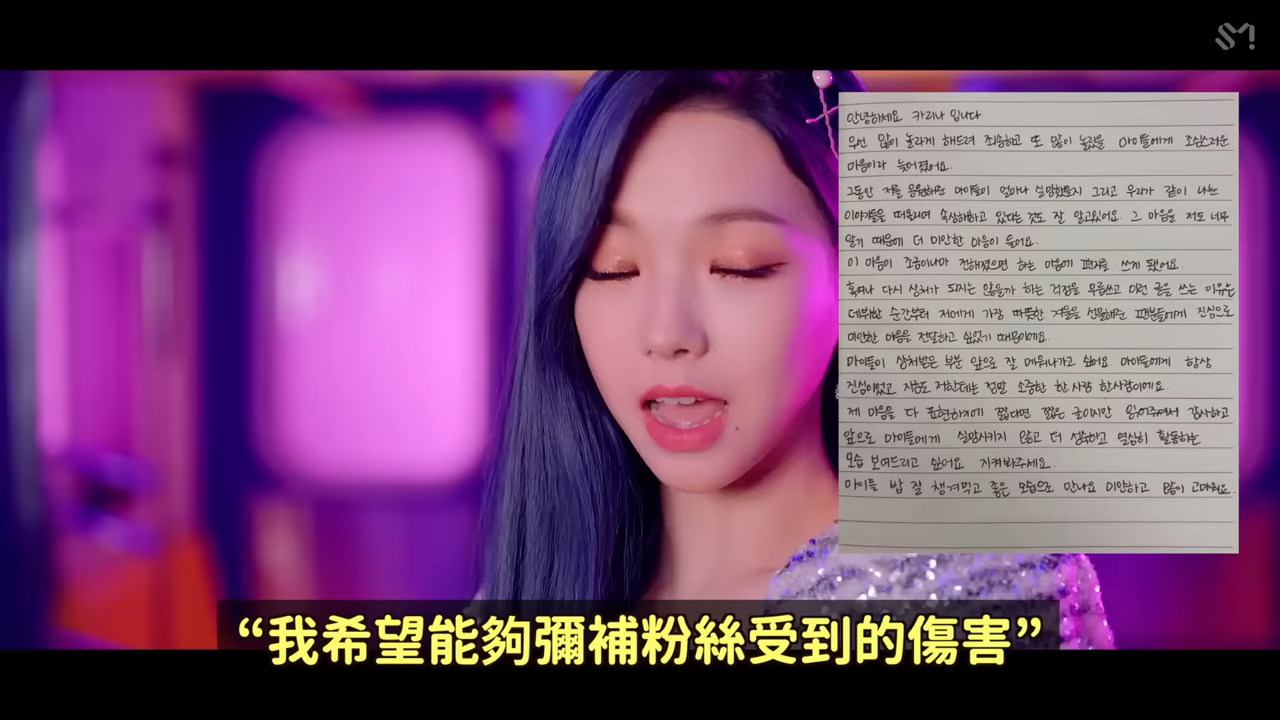 SM!
안녕하세요 카리나 입니다
우선 많이 놀라게 해드려 죄송하고 또 많이 놀랐을 마이들에게 조심스러운
마음이라 늦어졌어요.
그동안 저를 응원해준 마이들이 얼마나 실망했을지 그리고 우리가 같이 나눈
이야기들을 떠올리며 속상해하고 있다는 것도 잘 알고있어요. 그 마음을 저도 너무
알기 때문에 더 미안한 마음이 들어요.
이 마음이 조금이나마 전해졌으면 하는 마음에 편지를 쓰게 됐어요.
혹여나 다시 상처가 되지는 않을까 하는 걱정을 무릅쓰고 이런 글을 쓰는 이유는
데뷔한 순간부터 저에게 가장 따뜻한 겨울을 선물해준 팬분들에게 진심으로
미안한 마음을 전달하고 싶었기 때문이에요.
마이들이 상처받은 부분 앞으로 잘 메워나가고 싶어요. 마이들에게 항상
진심이었고 지금도 저한테는 정말 소중한 한사람 한사람이에요.
제 마음을 다 표현하기에 짧다면 짧은 글이지만 읽어주셔서 감사하고
앞으로 마이들에게 실망시키지 않고 더 성숙하고 열심히 활동하는
모습 보여드리고 싶어요 지켜봐주세요.
마이들 밥 잘 챙겨먹고 좋은 모습으로 만나요 미안하고 많이 고마워요.
“我希望能夠彌補粉絲受到的傷害”